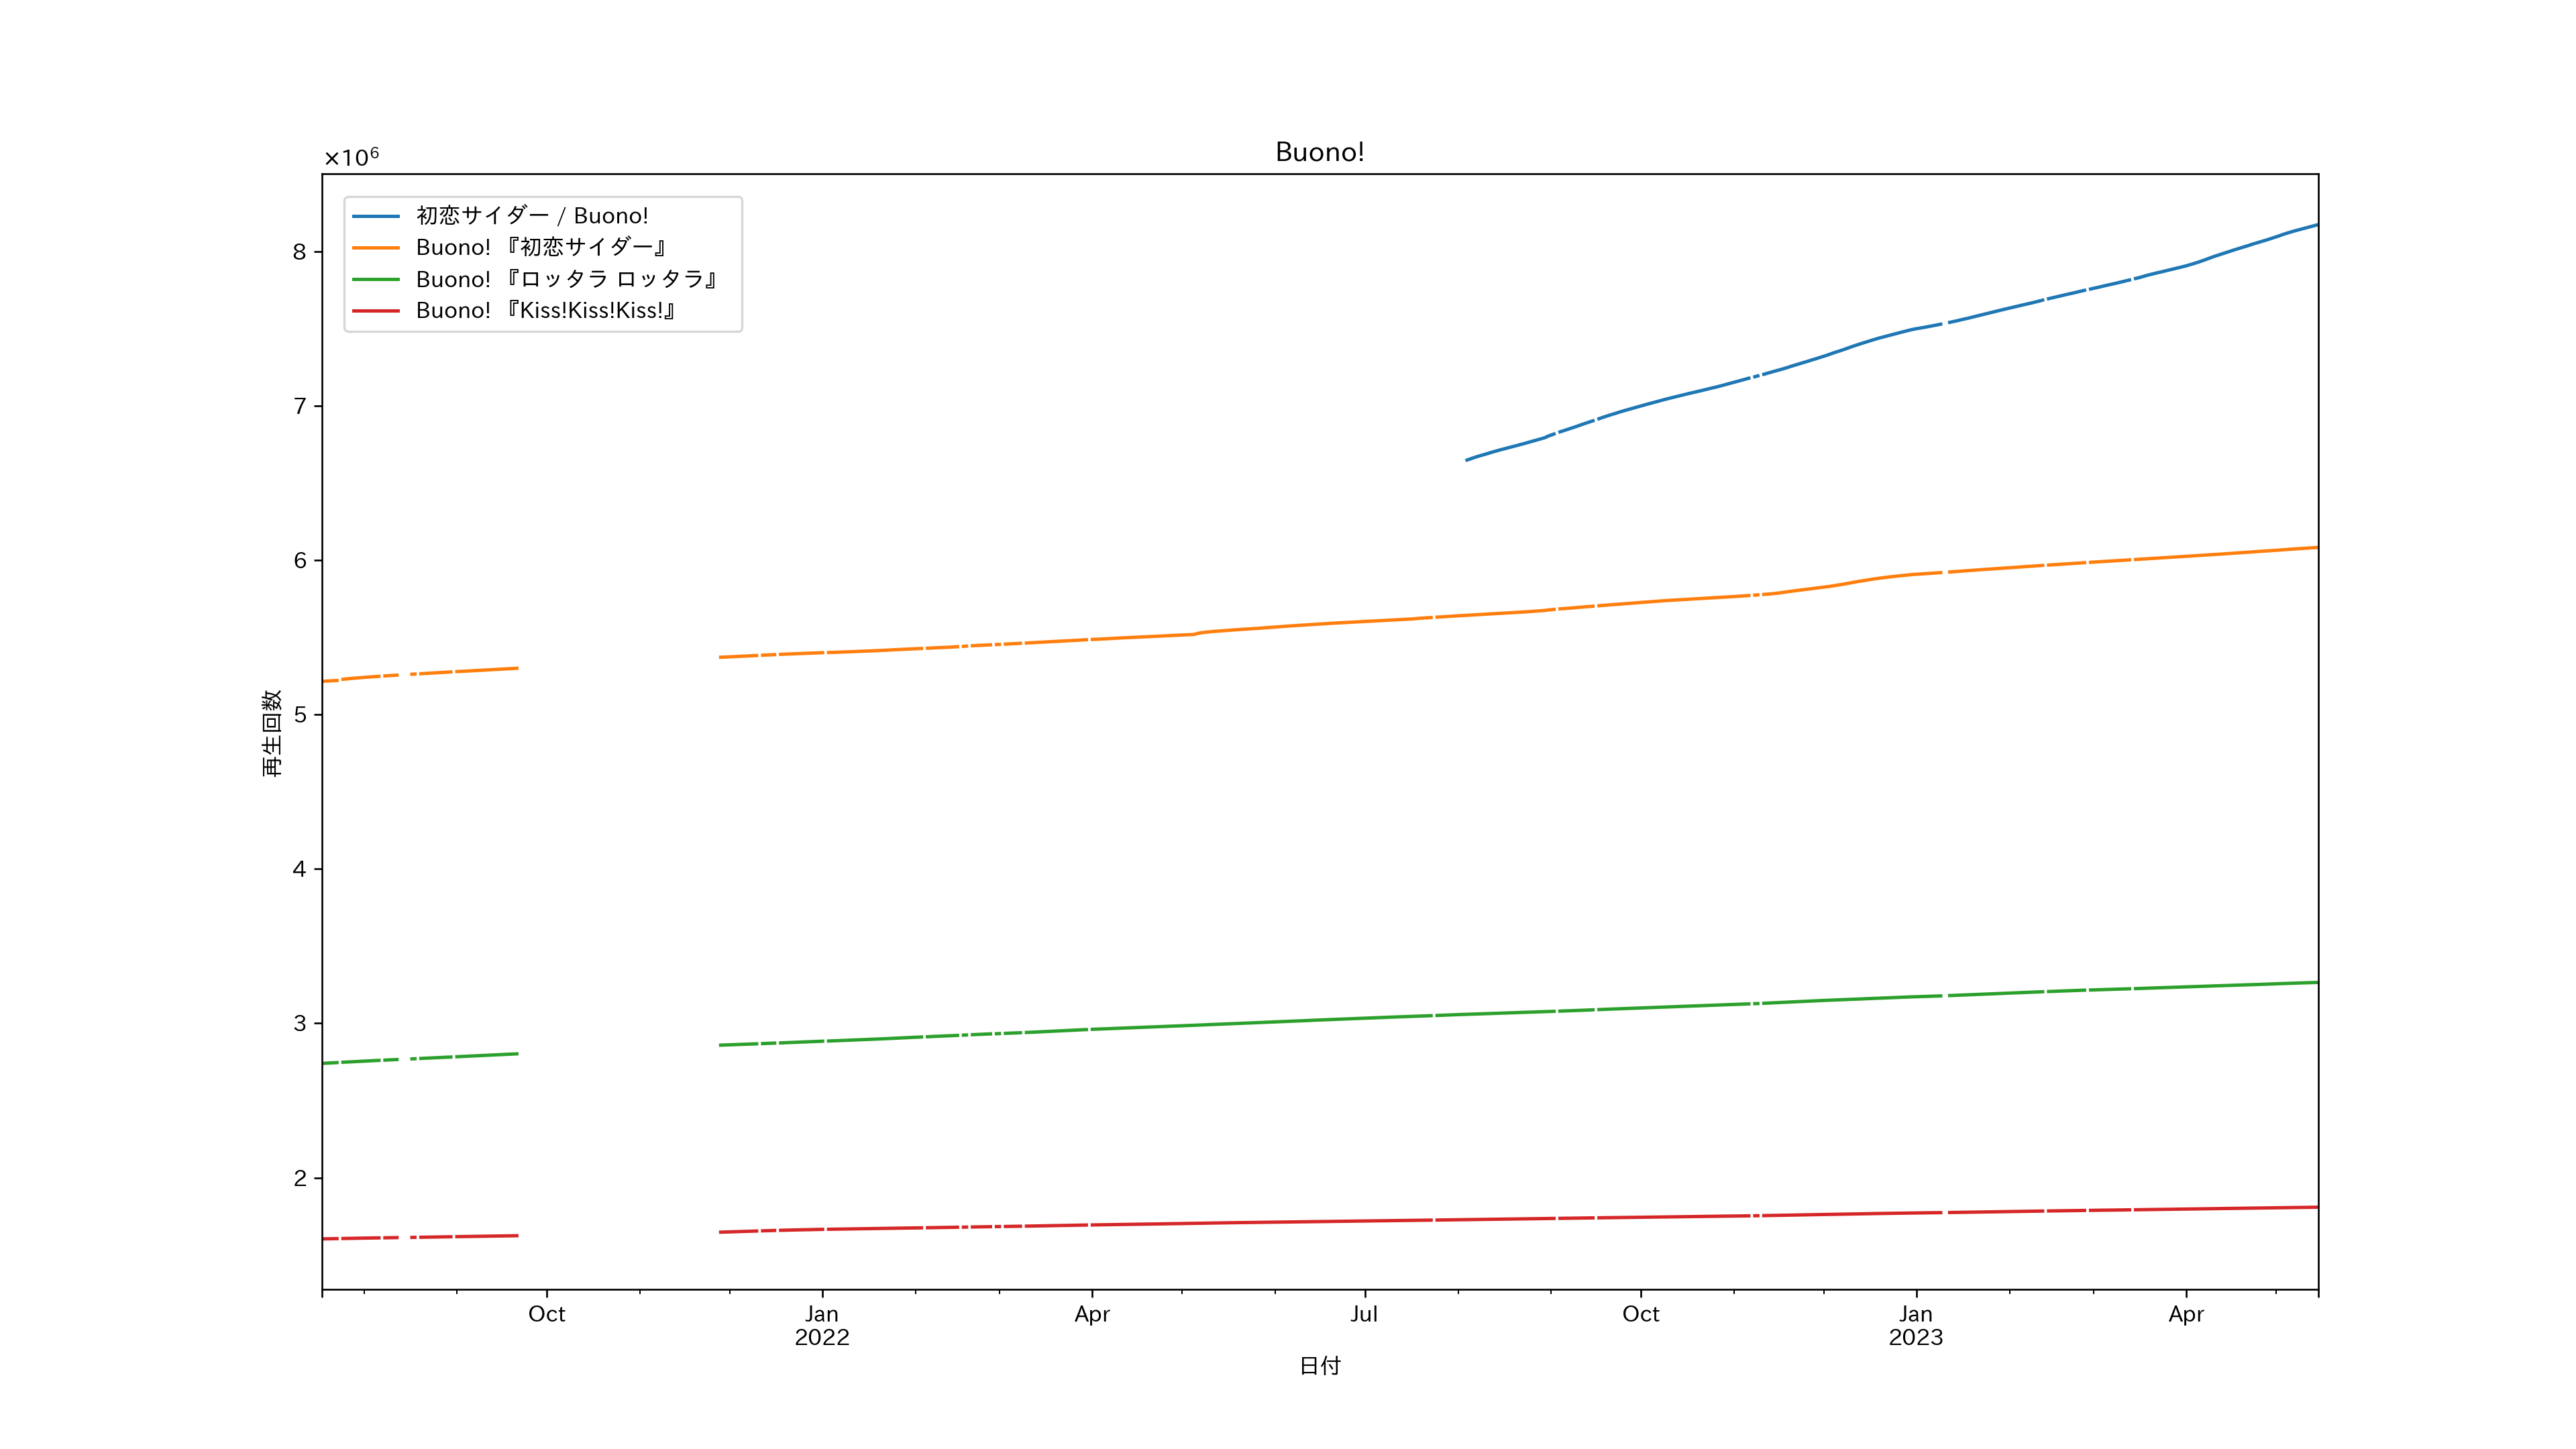 Buono!
×10⁶
初恋サイダー / Buono!
Buono! 『初恋サイダー』
Buono! 『ロッタラ ロッタラ』
Buono! 『Kiss!Kiss!Kiss!』
8
7
6
5
4
3
2
再生回数
Oct
Jan
2022
Apr
Jul
Oct
Jan
2023
Apr
日付